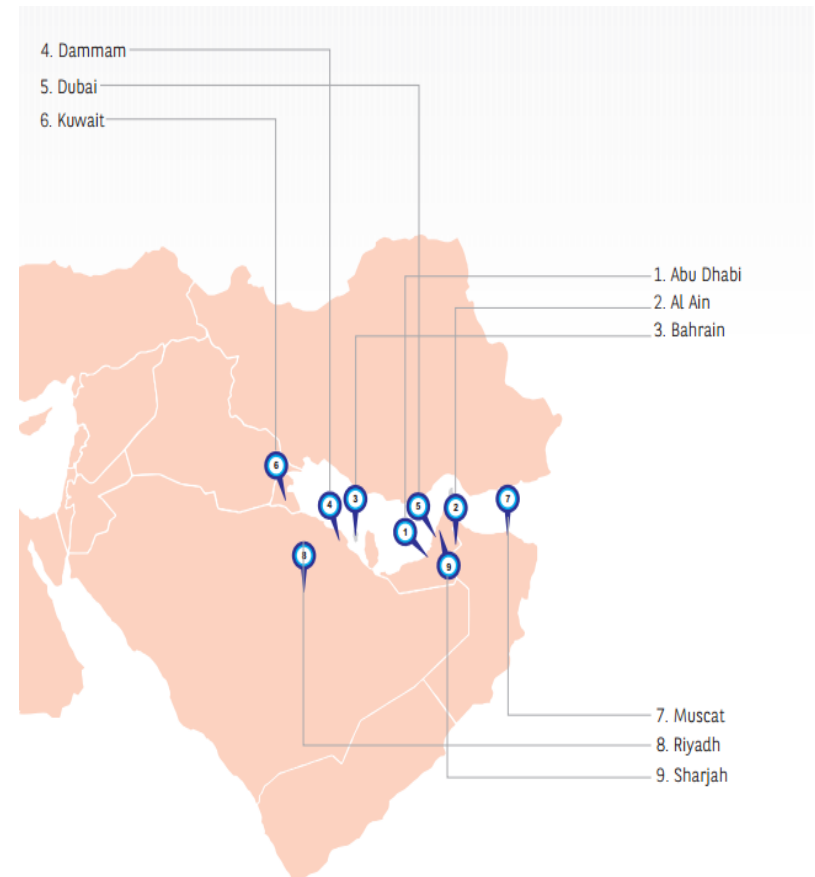 4. Dammam
5. Dubai
6. Kuwait
1. Abu Dhabi
2. Al Ain
3. Bahrain
6
4
3
5
2
7
1
8
9
7. Muscat
8. Riyadh
9. Sharjah